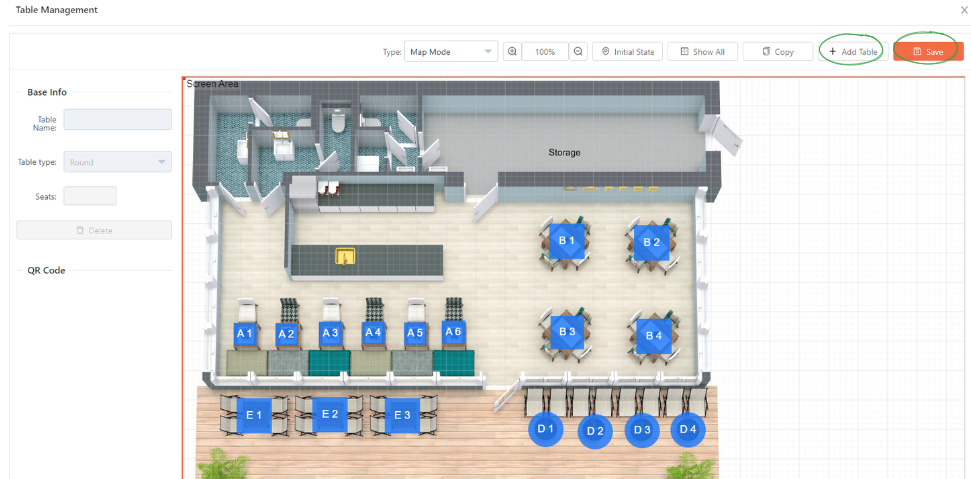 Table Management
Type: Map Mode 100% Initial State Show All Copy + Add Table Save
Base Info
Table Name:
Table type: Round
Seats:
Delete
QR Code
Screen Area
Storage
COFFEE
B 1
B 2
A 1
A 2
A 3
A 4
A 5
A 6
B 3
B 4
E 1
E 2
E 3
D 1
D 2
D 3
D 4